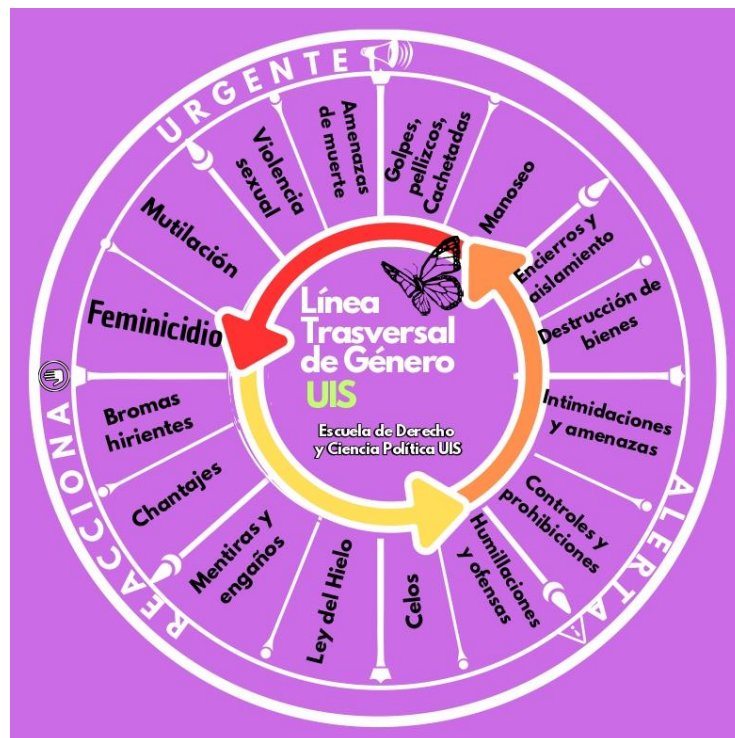 URGENTE
ALERTA
REACCIONA
Línea
Trasversal
de Género
UIS
Escuela de Derecho
y Ciencia Política UIS
Bromas
hirientes
Chantajes
Mentiras y
engaños
Ley del Hielo
Celos
Humillaciones
y ofensas
Controles y
prohibiciones
Intimidaciones
y amenazas
Destrucción de
bienes
Encierros y
aislamiento
Manoseo
Golpes,
pellizcos,
Cachetadas
Amenazas
de muerte
Violencia
sexual
Mutilación
Feminicidio